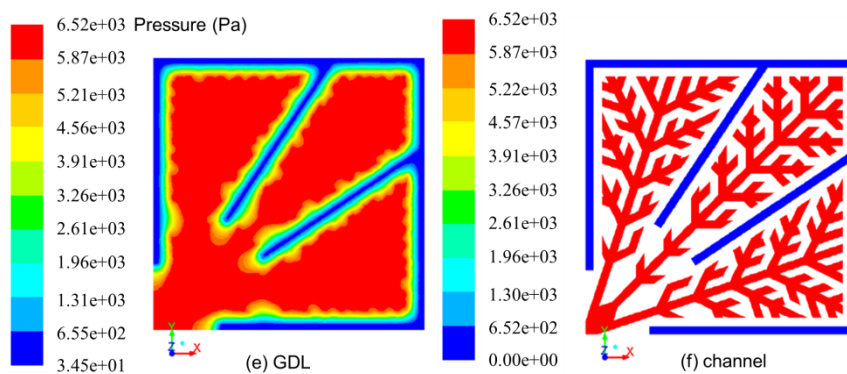 Pressure (Pa)
6.52e+03
5.87e+03
5.21e+03
4.56e+03
3.91e+03
3.26e+03
2.61e+03
1.96e+03
1.31e+03
6.55e+02
3.45e+01
Y
Z
X
(e) GDL
6.52e+03
5.87e+03
5.22e+03
4.57e+03
3.91e+03
3.26e+03
2.61e+03
1.96e+03
1.30e+03
6.52e+02
0.00e+00
Y
Z
X
(f) channel